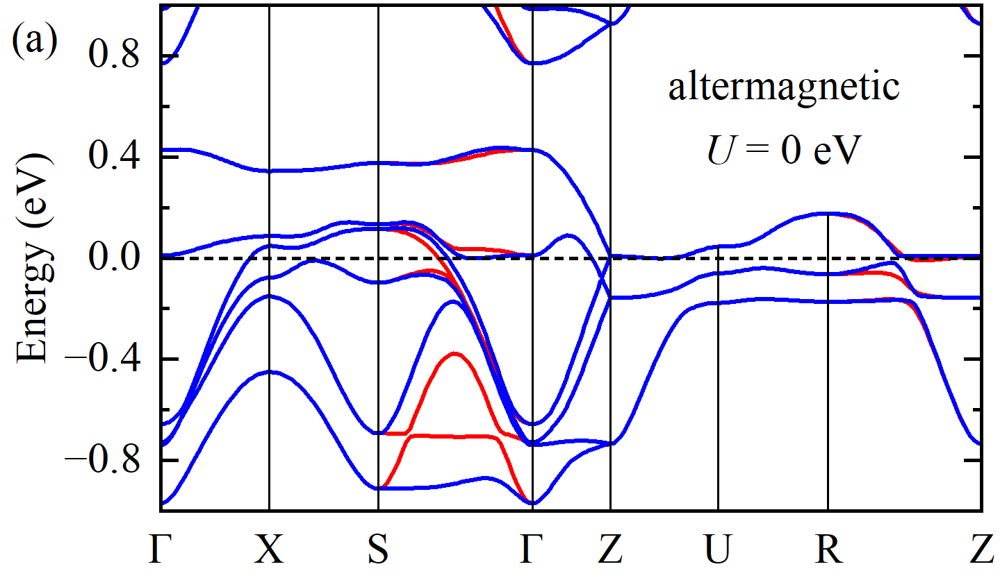 (a)
0.8
0.4
0.0
−0.4
−0.8
Energy (eV)
altermagnetic
U = 0 eV
Γ X S Γ Z U R Z